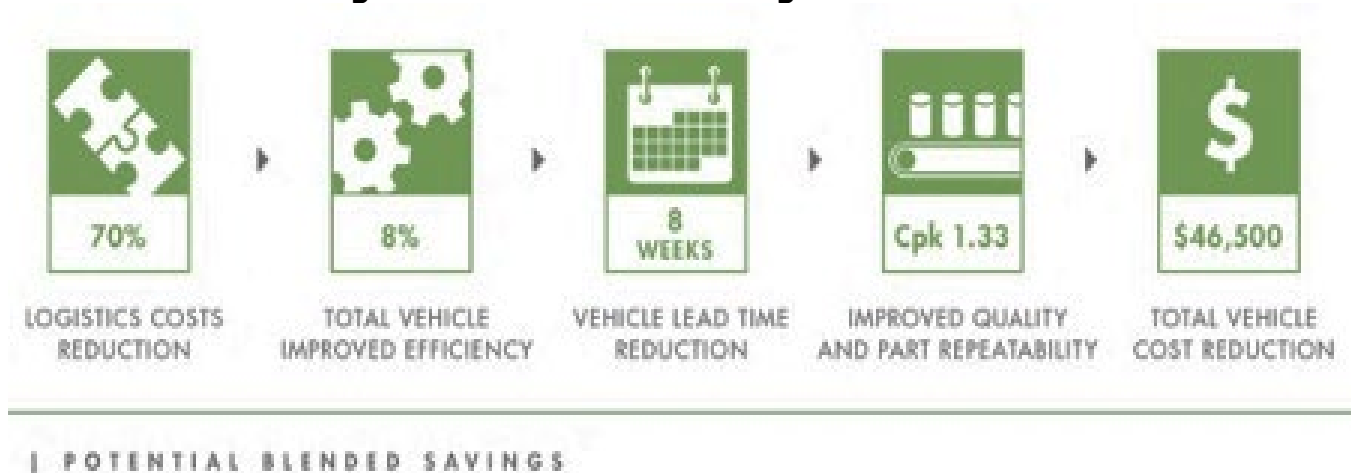 70%
8%
8
WEEKS
Cpk 1.33
$46,500
LOGISTICS COSTS
REDUCTION
TOTAL VEHICLE
IMPROVED EFFICIENCY
VEHICLE LEAD TIME
REDUCTION
IMPROVED QUALITY
AND PART REPEATABILITY
TOTAL VEHICLE
COST REDUCTION
| POTENTIAL BLENDED SAVINGS